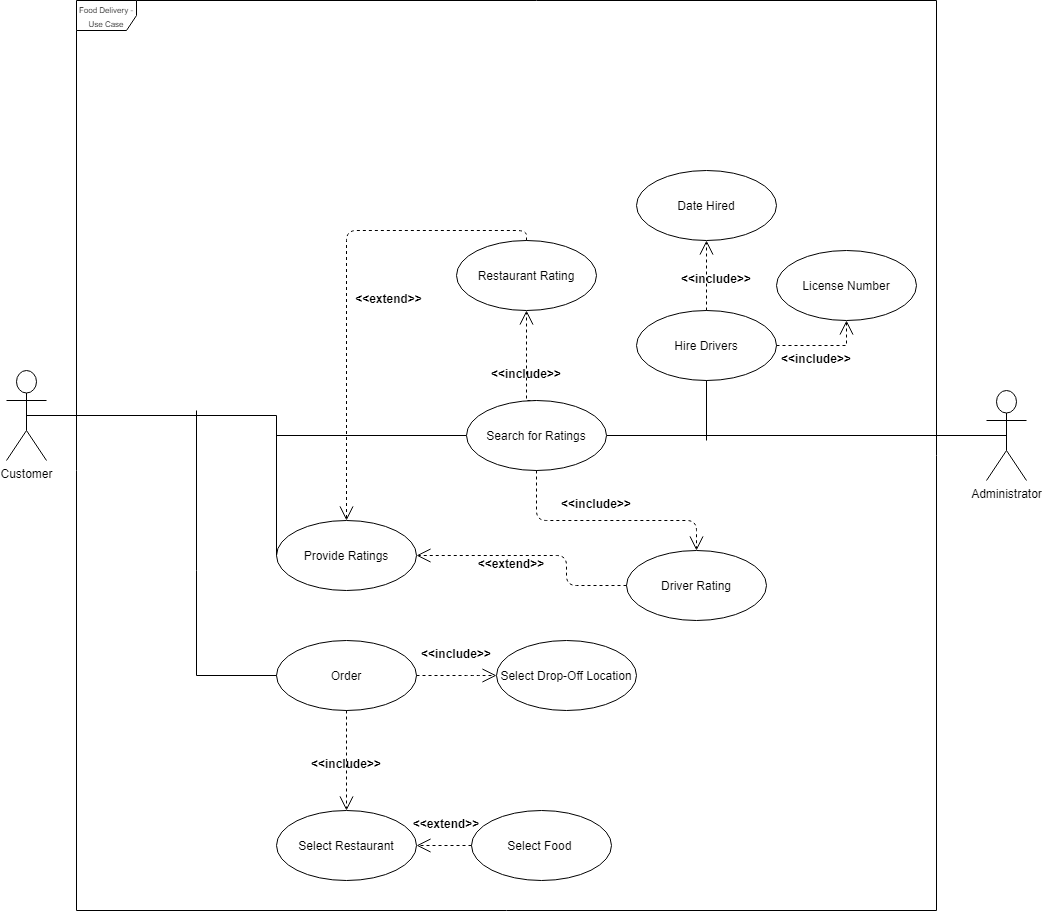 Food Delivery -
Use Case
Date Hired
Restaurant Rating
<<include>>
License Number
<<extend>>
Hire Drivers
<<include>>
<<include>>
Search for Ratings
Customer
Administrator
<<include>>
Provide Ratings
<<extend>>
Driver Rating
<<include>>
Order
Select Drop-Off Location
<<include>>
<<extend>>
Select Restaurant
Select Food